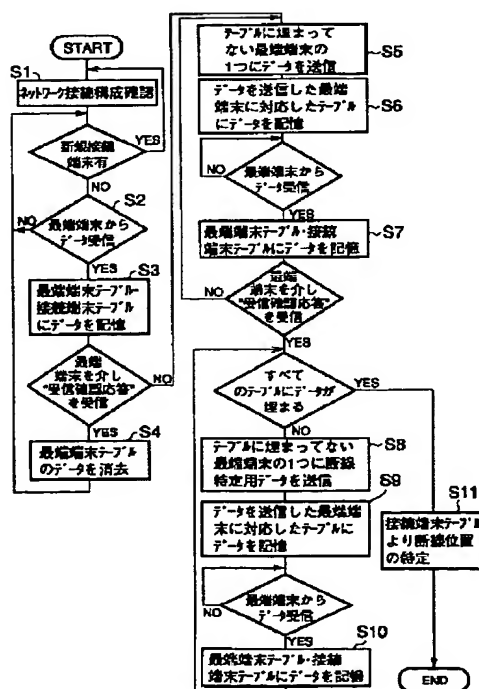 START
S1
ネットワーク接続構成確認
新規接続
端末有
YES
NO
S2
最端端末から
データ受信
NO
YES
S3
最端端末テーブル・
接続端末テーブル
にデータを記憶
最端
端末を介し
"受信確認応答"
を受信
NO
YES
S4
最端端末テーブル
のデータを消去
テーブルに埋まって
ない最端端末の
1つにデータを送信
S5
データを送信した最端
端末に対応したテーブル
にデータを記憶
S6
最端端末から
データ受信
NO
YES
S7
最端端末テーブル・接続
端末テーブルにデータを記憶
最端
端末を介し
"受信確認応答"
を受信
NO
YES
すべて
のテーブルにデータが
埋まる
YES
NO
S8
テーブルに埋まってない
最端端末の1つに断線
特定用データを送信
S9
データを送信した最端端
末に対応したテーブルに
データを記憶
最端端末から
データ受信
NO
YES
S10
最端端末テーブル・接続
端末テーブルにデータを記憶
S11
接続端末テーブル
より断線位置
の特定
END